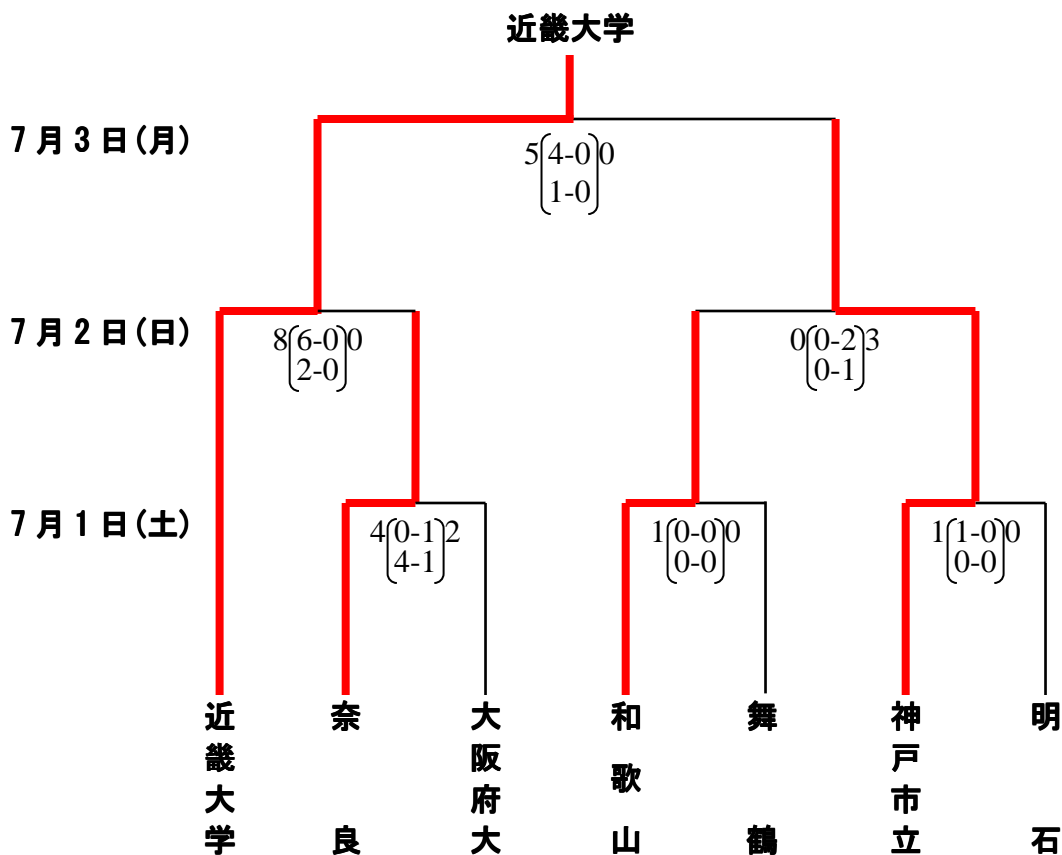 近畿大学
7月3日(月)
5(4-0)0
1-0
7月2日(日)
8(6-0)0
2-0
0(0-2)3
0-1
7月1日(土)
4(0-1)2
4-1
1(0-0)0
0-0
1(1-0)0
0-0
近畿大学
奈良
大阪府大
和歌山
舞鶴
神戸市立
明石